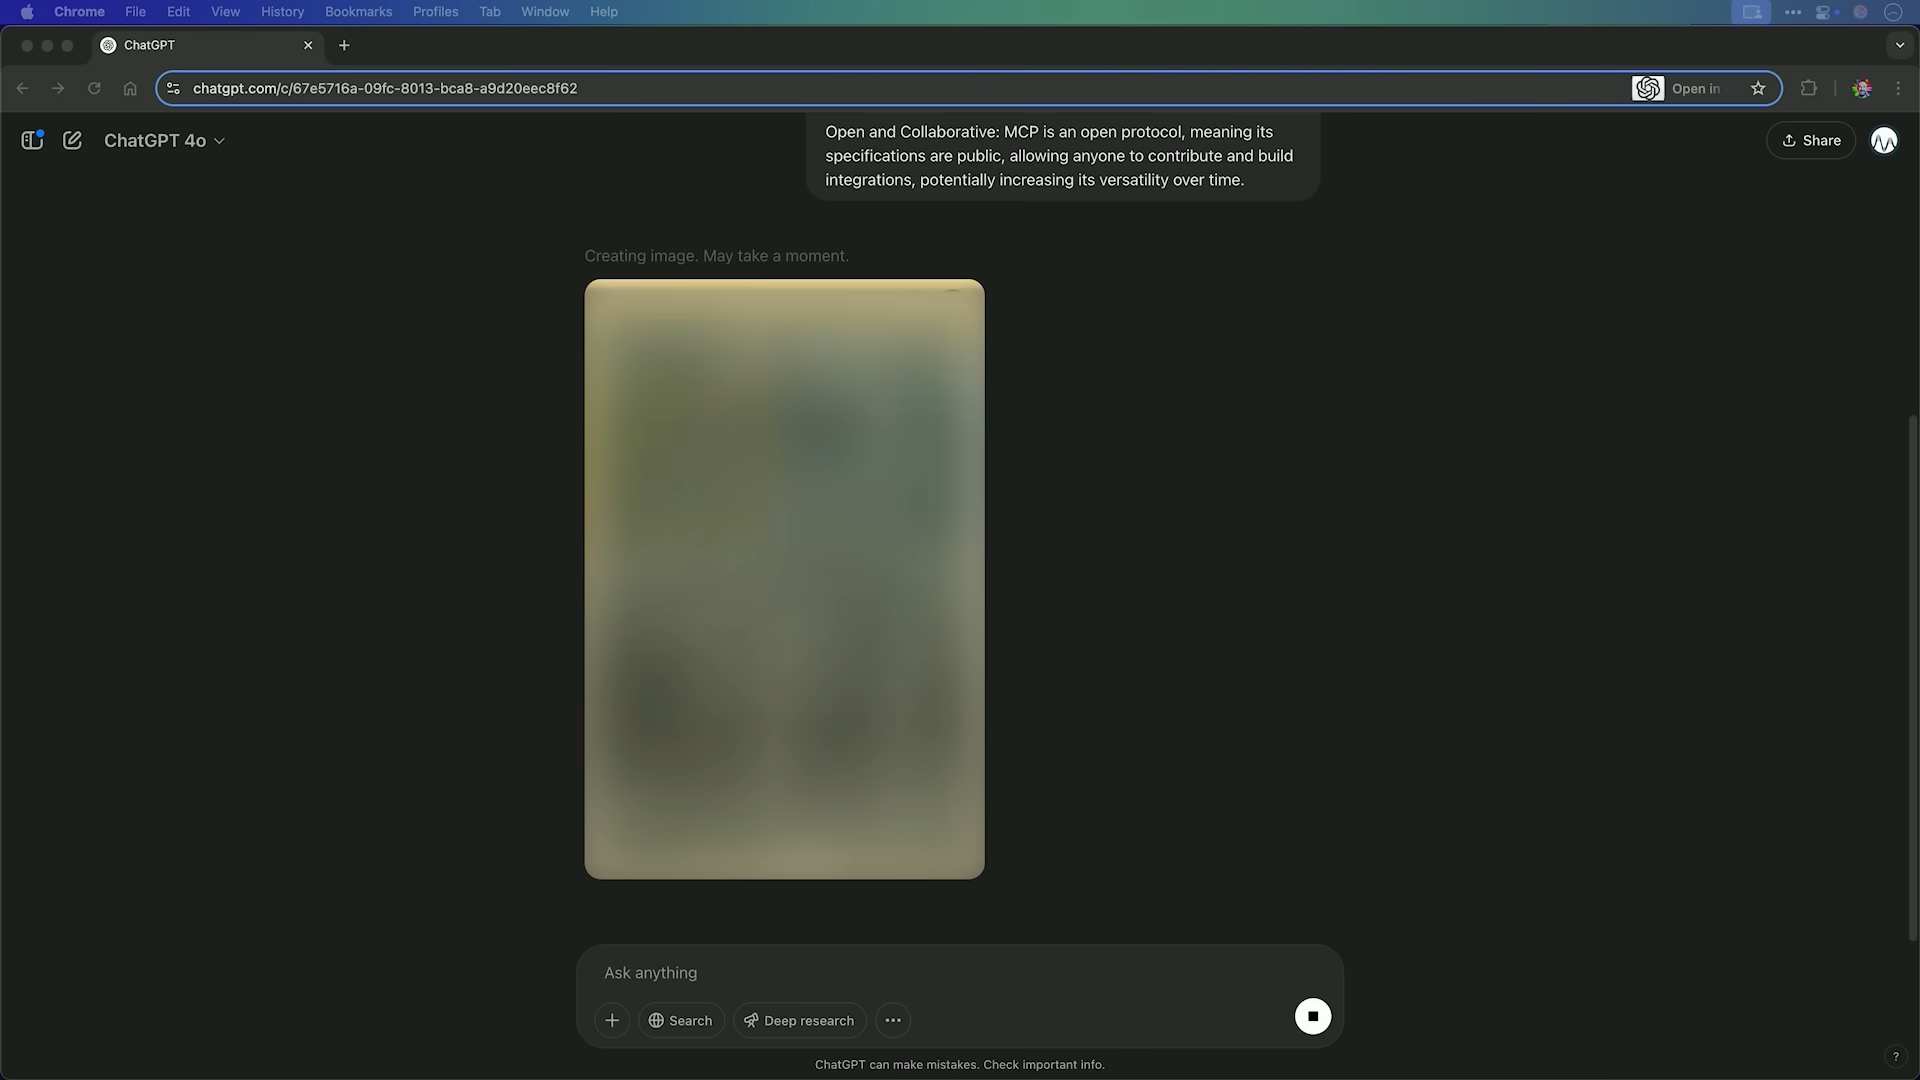 Chrome File Edit View History Bookmarks Profiles Tab Window Help
ChatGPT
chatgpt.com/c/67e5716a-09fc-8013-bca8-a9d20eec8f62
Open in
ChatGPT 4o
Share
Open and Collaborative: MCP is an open protocol, meaning its
specifications are public, allowing anyone to contribute and build
integrations, potentially increasing its versatility over time.
Creating image. May take a moment.
Ask anything
Search
Deep research
ChatGPT can make mistakes. Check important info.
?